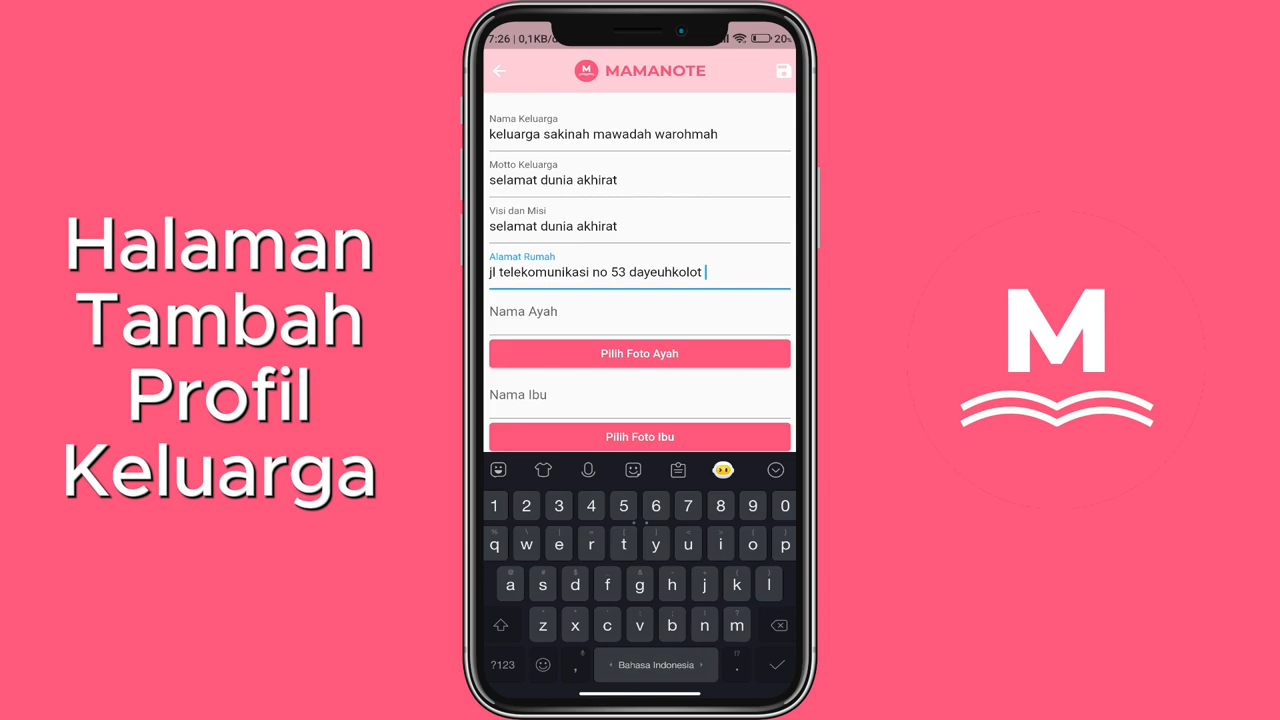 Halaman
Tambah
Profil
Keluarga
7:26 | 0,1KB/
20
M
MAMANOTE
Nama Keluarga
keluarga sakinah mawadah warohmah
Motto Keluarga
selamat dunia akhirat
Visi dan Misi
selamat dunia akhirat
Alamat Rumah
jl telekomunikasi no 53 dayeuhkolot
Nama Ayah
Pilih Foto Ayah
Nama Ibu
Pilih Foto Ibu
1 2 3 4 5 6 7 8 9 0
q w e r t y u i o p
a s d f g h j k l
z x c v b n m
?123 , Bahasa Indonesia .
M